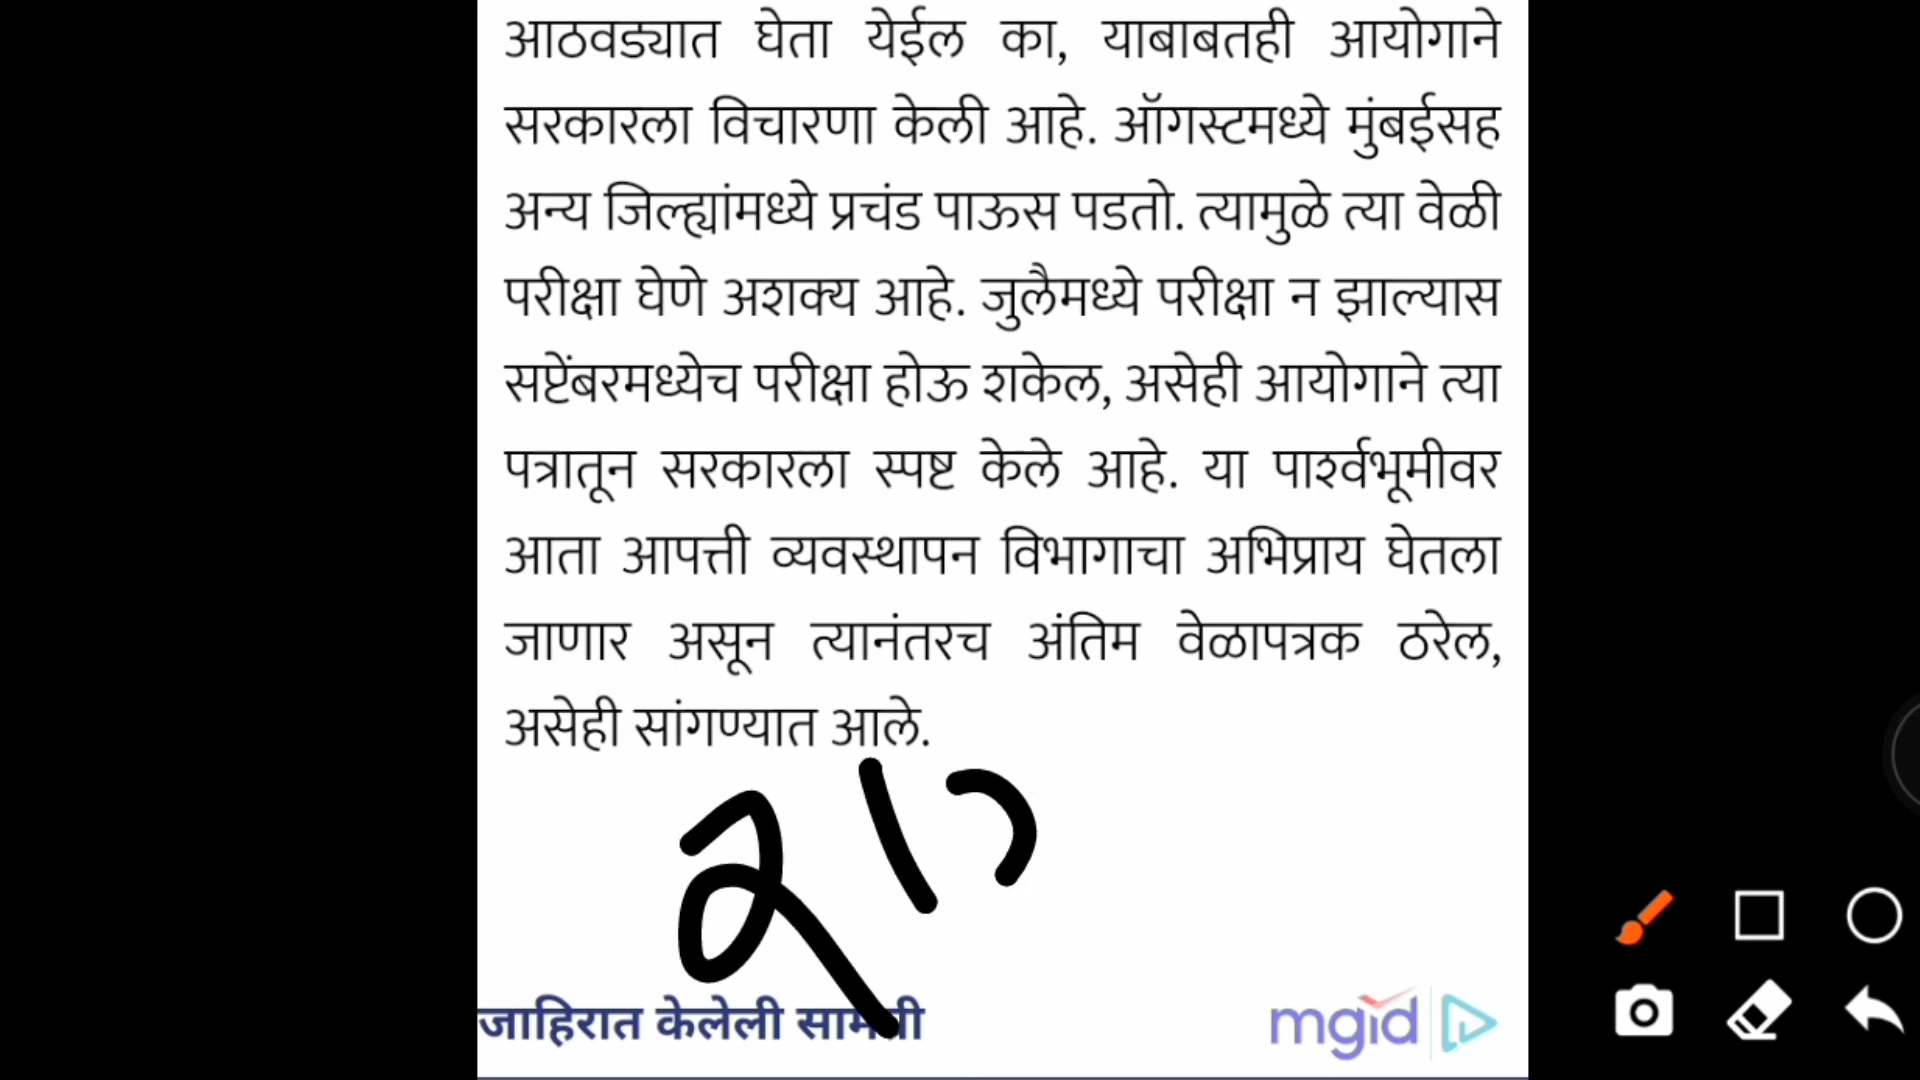 आठवड्यात घेता येईल का, याबाबतही आयोगाने
सरकारला विचारणा केली आहे. ऑगस्टमध्ये मुंबईसह
अन्य जिल्ह्यांमध्ये प्रचंड पाऊस पडतो. त्यामुळे त्या वेळी
परीक्षा घेणे अशक्य आहे. जुलैमध्ये परीक्षा न झाल्यास
सप्टेंबरमध्येच परीक्षा होऊ शकेल, असेही आयोगाने त्या
पत्रातून सरकारला स्पष्ट केले आहे. या पार्श्वभूमीवर
आता आपत्ती व्यवस्थापन विभागाचा अभिप्राय घेतला
जाणार असून त्यानंतरच अंतिम वेळापत्रक ठरेल,
असेही सांगण्यात आले.
जाहिरात केलेली
mgid